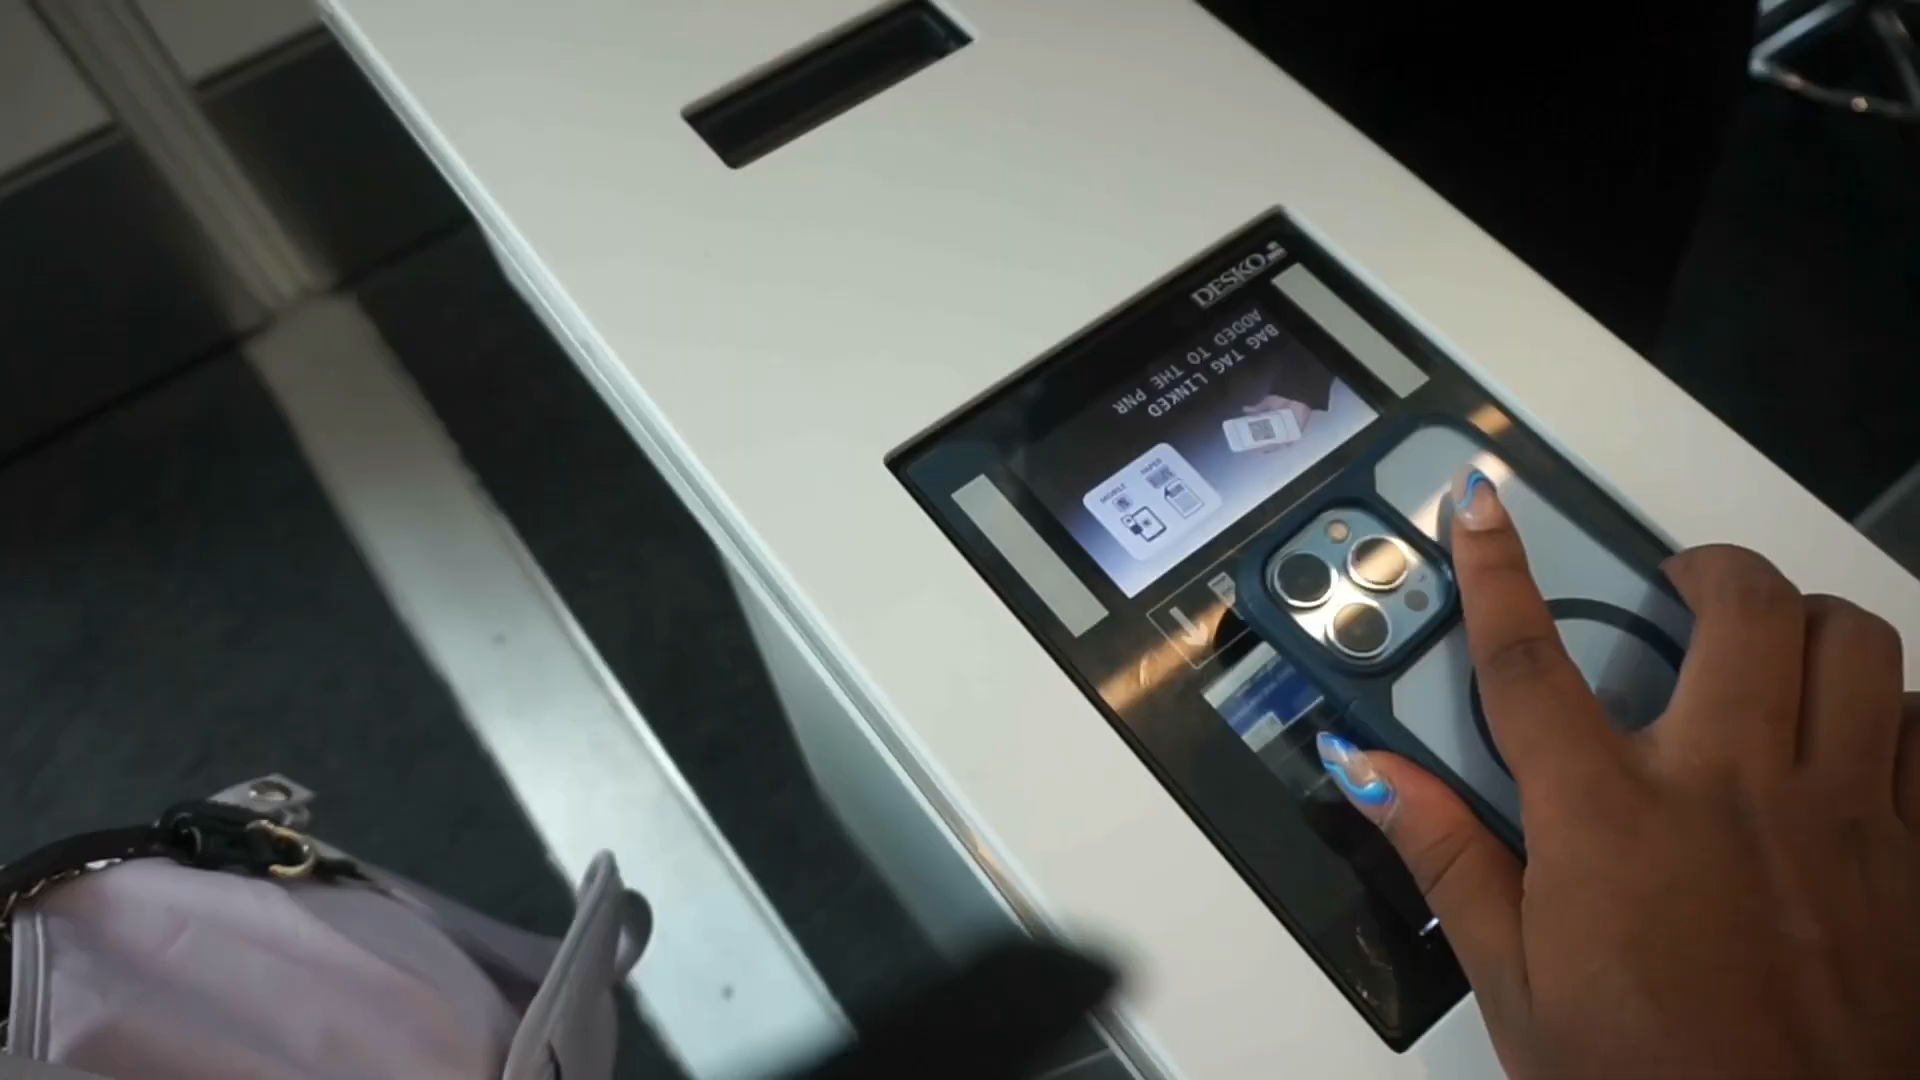 DESKO
BAG TAG LINKED
ADDED TO THE PNR
MOBILE
PAPER